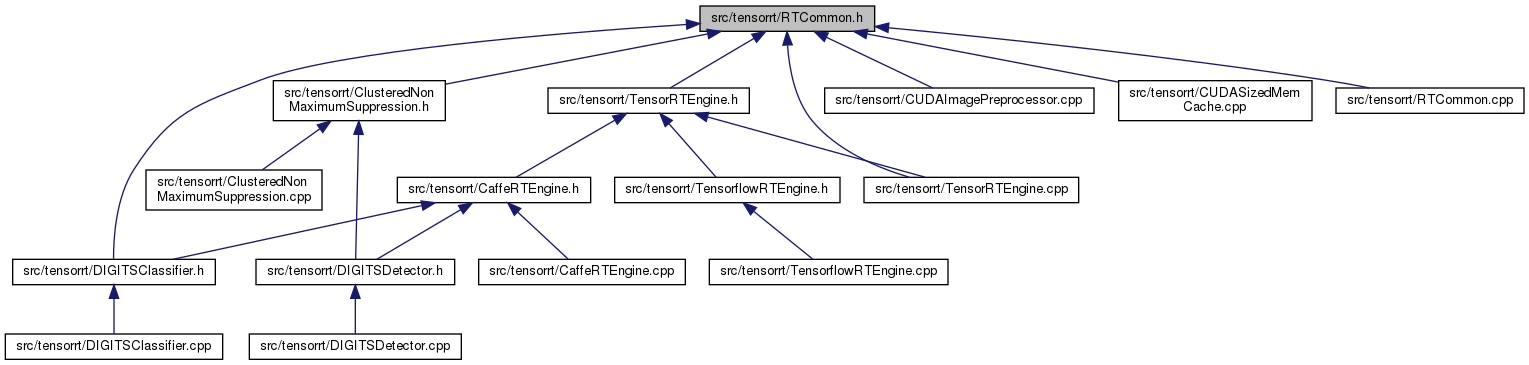 src/tensorrt/RTCommon.h
src/tensorrt/ClusteredNon
MaximumSuppression.h
src/tensorrt/TensorRTEngine.h
src/tensorrt/CUDAImagePreprocessor.cpp
src/tensorrt/CUDASizedMem
Cache.cpp
src/tensorrt/RTCommon.cpp
src/tensorrt/ClusteredNon
MaximumSuppression.cpp
src/tensorrt/CaffeRTEngine.h
src/tensorrt/TensorflowRTEngine.h
src/tensorrt/TensorRTEngine.cpp
src/tensorrt/DIGITSClassifier.h
src/tensorrt/DIGITSDetector.h
src/tensorrt/CaffeRTEngine.cpp
src/tensorrt/TensorflowRTEngine.cpp
src/tensorrt/DIGITSClassifier.cpp
src/tensorrt/DIGITSDetector.cpp